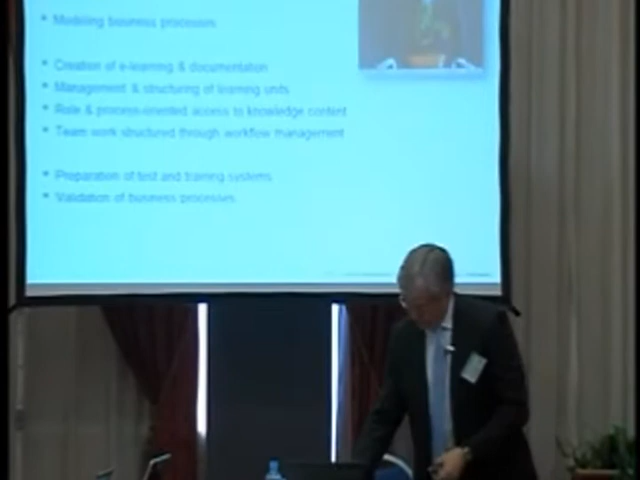 Modeling business processes
Creation of e-learning & documentation
Management & structuring of learning units
Role & process-oriented access to knowledge content
Team work structured through workflow management
Preparation of test and training systems
Validation of business processes